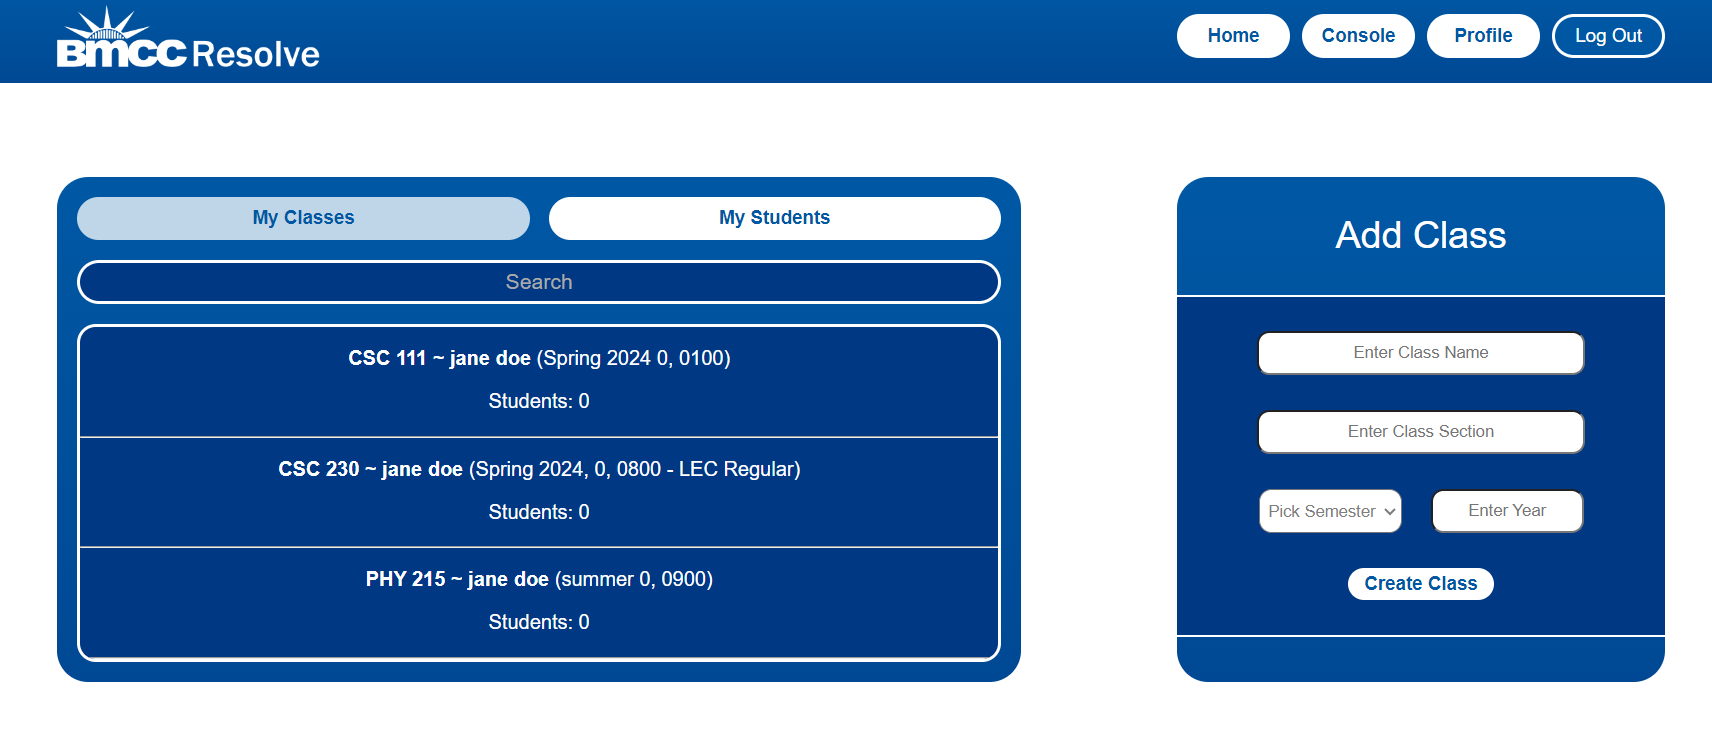 BMCC Resolve
Home
Console
Profile
Log Out
My Classes
My Students
Search
CSC 111 ~ jane doe (Spring 2024 0, 0100)
Students: 0
CSC 230 ~ jane doe (Spring 2024, 0, 0800 - LEC Regular)
Students: 0
PHY 215 ~ jane doe (summer 0, 0900)
Students: 0
Add Class
Enter Class Name
Enter Class Section
Pick Semester
Enter Year
Create Class